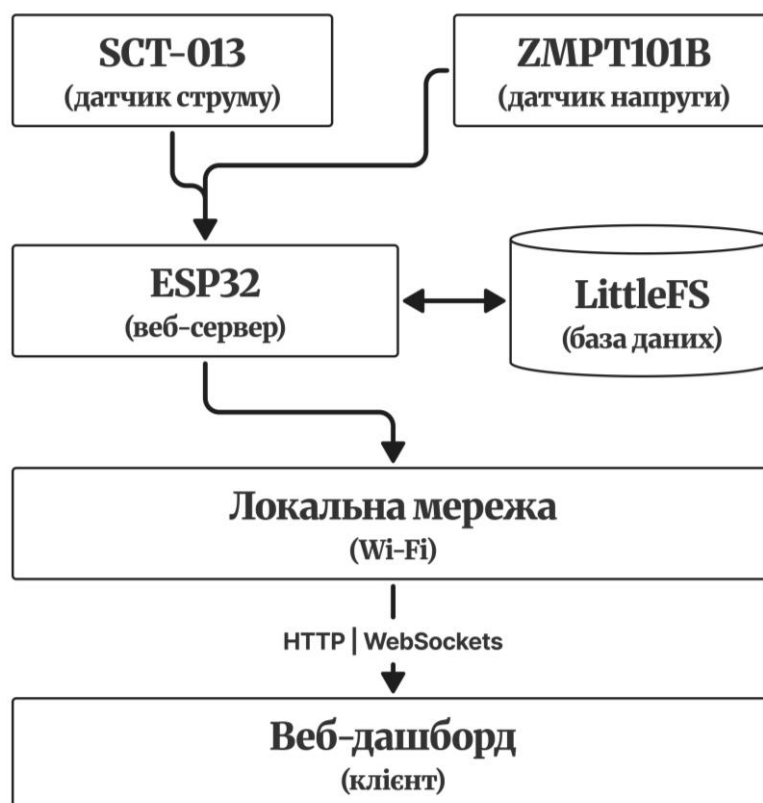 SCT-013
(датчик струму)
ZMPT101B
(датчик напруги)
ESP32
(веб-сервер)
LittleFS
(база даних)
Локальна мережа
(Wi-Fi)
HTTP | WebSockets
Веб-дашборд
(клієнт)